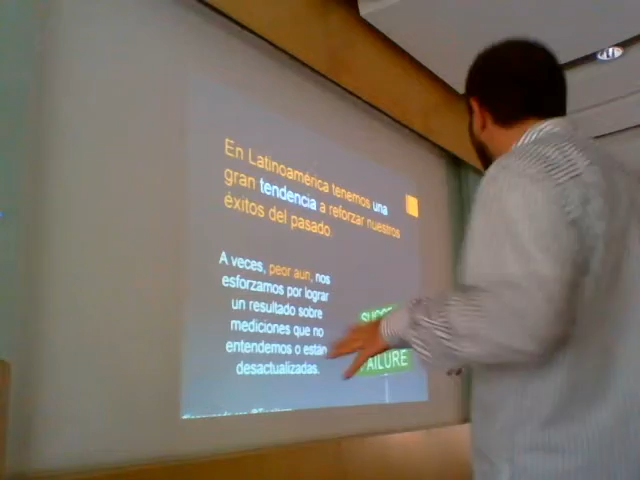 En Latinoamérica tenemos una
gran tendencia a reforzar nuestros
éxitos del pasado
A veces, peor aun, nos
esforzamos por lograr
un resultado sobre
mediciones que no
entendemos o están
desactualizadas.
FAILURE